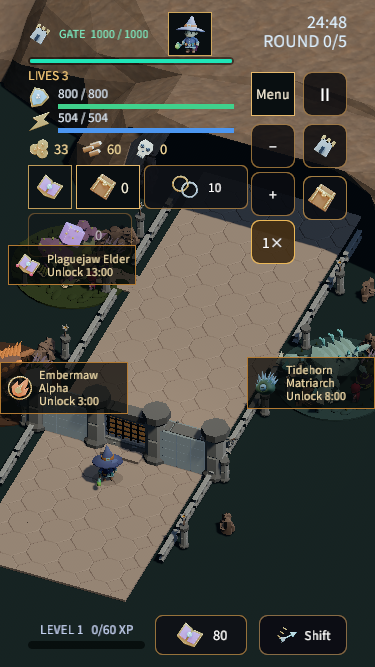 GATE 1000 / 1000
24:48
ROUND 0/5
LIVES 3
800 / 800
504 / 504
Menu
33
60
0
−
0
10
+
0
1×
Plaguejaw Elder
Unlock 13:00
Embermaw
Alpha
Unlock 3:00
Tidehorn
Matriarch
Unlock 8:00
LEVEL 1 0/60 XP
80
Shift